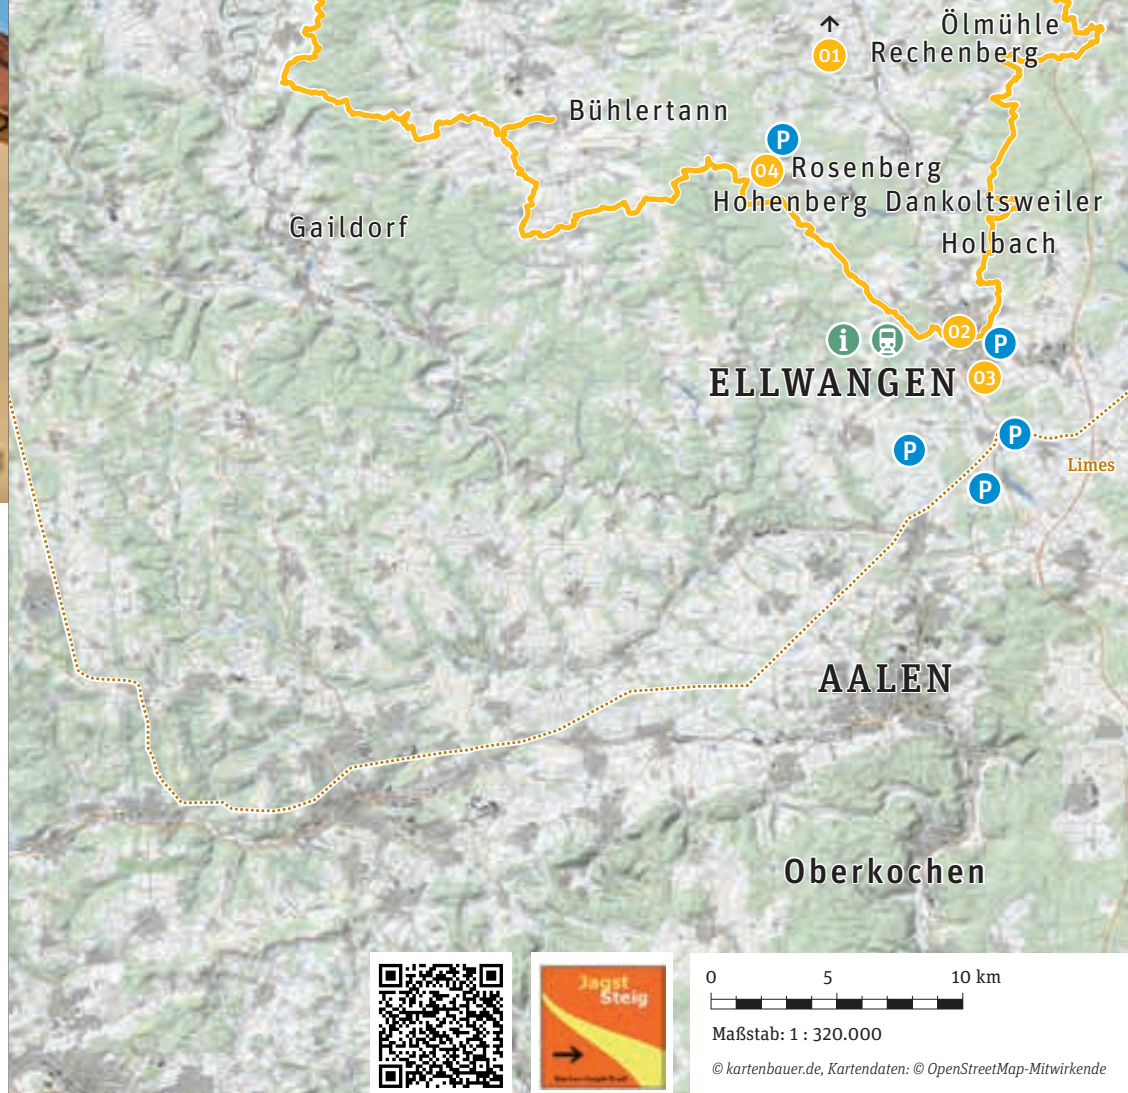 Ölmühle
01
Rechenberg
Bühlertann
P
04
Rosenberg
Hohenberg
Dankoltsweiler
Gaildorf
Holbach
i
02
P
ELLWANGEN
03
P
P
Limes
P
AALEN
Oberkochen
Jagst
Steig
0 5 10 km
Maßstab: 1 : 320.000
© kartenbauer.de, Kartendaten: © OpenStreetMap-Mitwirkende